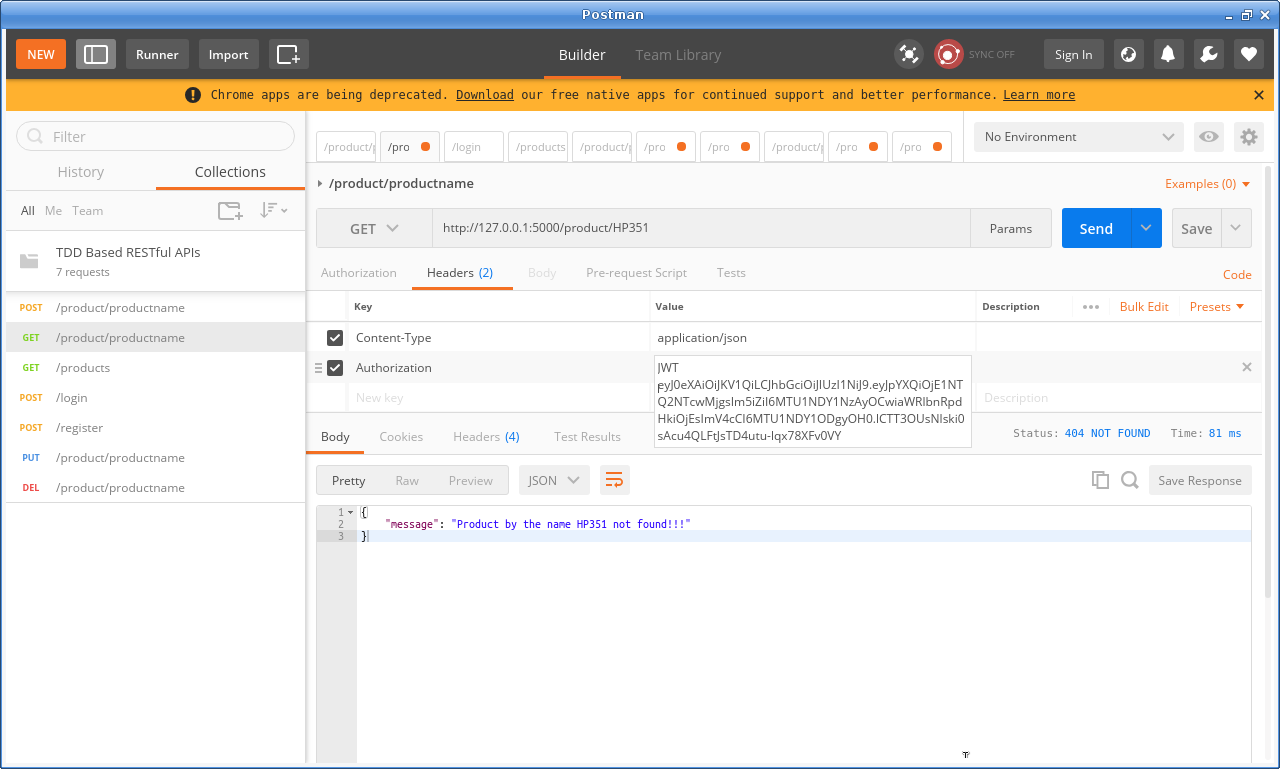 Postman
NEW
Runner
Import
Builder
Team Library
SYNC OFF
Sign In
Chrome apps are being deprecated. Download our free native apps for continued support and better performance. Learn more
Filter
History
Collections
All
Me
Team
TDD Based RESTful APIs
7 requests
POST /product/productname
GET /product/productname
GET /products
POST /login
POST /register
PUT /product/productname
DEL /product/productname
/product/p
/pro
/login
/products
/product/p
/pro
/pro
/product/p
/pro
/pro
No Environment
/product/productname
Examples (0)
GET
http://127.0.0.1:5000/product/HP351
Params
Send
Save
Authorization
Headers (2)
Body
Pre-request Script
Tests
Code
Key
Value
Description
Bulk Edit
Presets
Content-Type
application/json
Authorization
JWT
New key
Description
Body
Cookies
Headers (4)
Test Results
Status: 404 NOT FOUND
Time: 81 ms
Pretty
Raw
Preview
JSON
Save Response
1 {
2 "message": "Product by the name HP351 not found!!!"
3 }